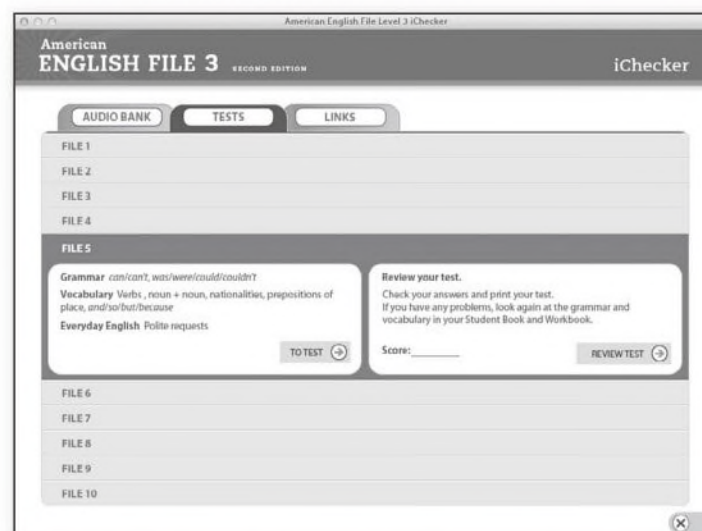 American English File Level 3 iChecker
American
ENGLISH FILE 3 SECOND EDITION
iChecker
AUDIO BANK
TESTS
LINKS
FILE 1
FILE 2
FILE 3
FILE 4
FILE 5
Grammar can/can't, was/were/could/couldn't
Vocabulary Verbs , noun + noun, nationalities, prepositions of
place, and/so/but/because
Everyday English Polite requests
TO TEST
Review your test.
Check your answers and print your test.
If you have any problems, look again at the grammar and
vocabulary in your Student Book and Workbook.
Score:________
REVIEW TEST
FILE 6
FILE 7
FILE 8
FILE 9
FILE 10